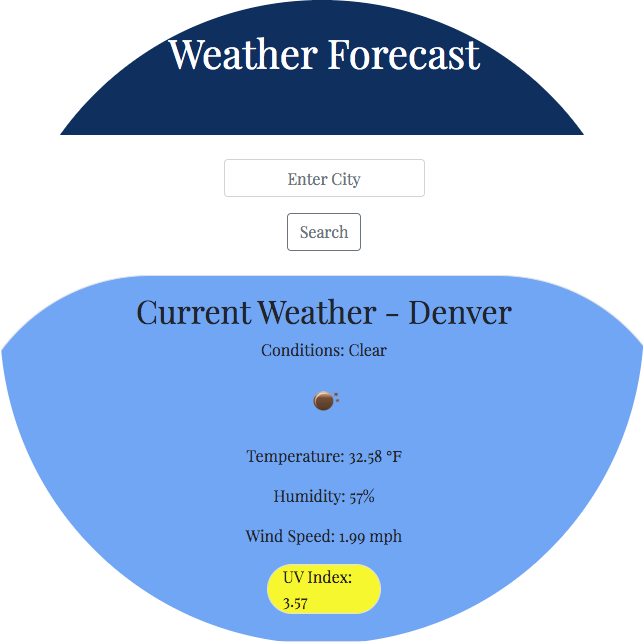 Weather Forecast
Enter City
Search
Current Weather - Denver
Conditions: Clear
Temperature: 32.58 °F
Humidity: 57%
Wind Speed: 1.99 mph
UV Index:
3.57